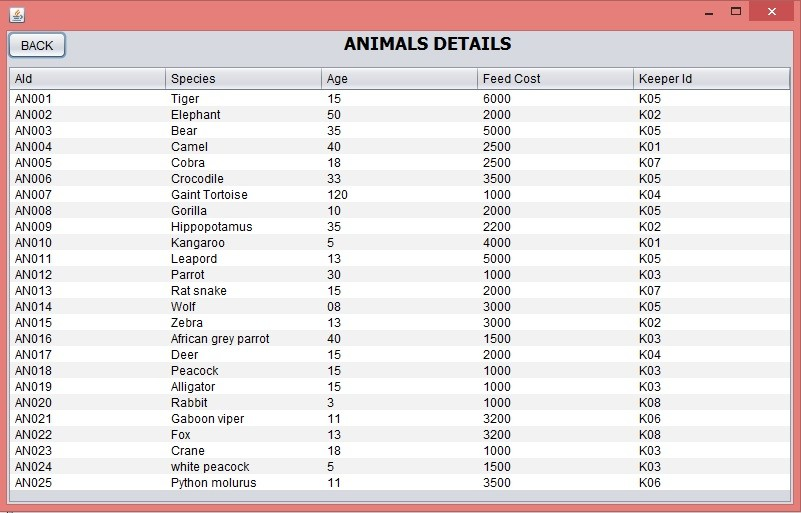 BACK ANIMALS DETAILS
AId Species Age Feed Cost Keeper Id
AN001 Tiger 15 6000 K05
AN002 Elephant 50 2000 K02
AN003 Bear 35 5000 K05
AN004 Camel 40 2500 K01
AN005 Cobra 18 2500 K07
AN006 Crocodile 33 3500 K05
AN007 Gaint Tortoise 120 1000 K04
AN008 Gorilla 10 2000 K05
AN009 Hippopotamus 35 2200 K02
AN010 Kangaroo 5 4000 K01
AN011 Leapord 13 5000 K05
AN012 Parrot 30 1000 K03
AN013 Rat snake 15 2000 K07
AN014 Wolf 08 3000 K05
AN015 Zebra 13 3000 K02
AN016 African grey parrot 40 1500 K03
AN017 Deer 15 2000 K04
AN018 Peacock 15 1000 K03
AN019 Alligator 15 1000 K03
AN020 Rabbit 3 1000 K08
AN021 Gaboon viper 11 3200 K06
AN022 Fox 13 3200 K08
AN023 Crane 18 1000 K03
AN024 white peacock 5 1500 K03
AN025 Python molurus 11 3500 K06